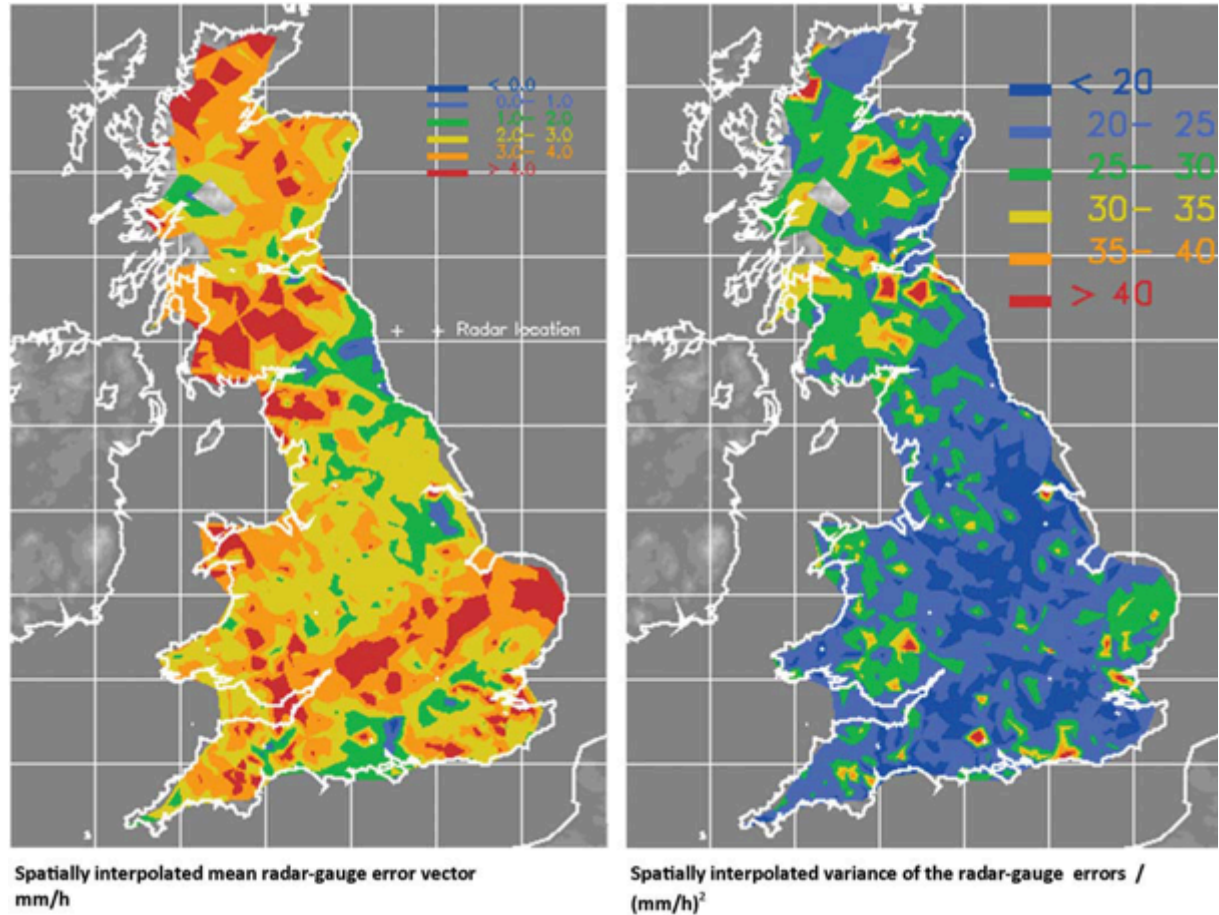 < 0.0
0.0- 1.0
1.0- 2.0
2.0- 3.0
3.0- 4.0
> 4.0
+ + Radar location
< 20
20- 25
25- 30
30- 35
35- 40
> 40
Spatially interpolated mean radar-gauge error vector
mm/h
Spatially interpolated variance of the radar-gauge errors /
(mm/h)²